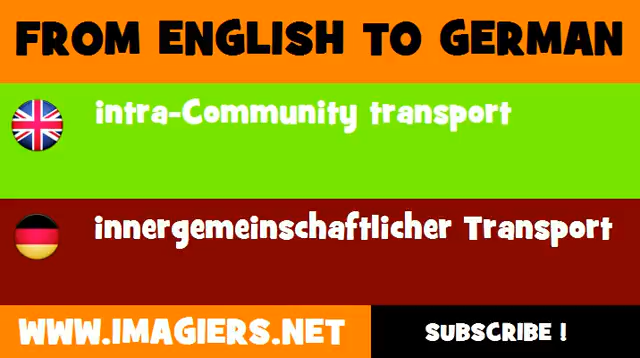 FROM ENGLISH TO GERMAN
intra-Community transport
innergemeinschaftlicher Transport
WWW.IMAGIERS.NET
SUBSCRIBE !